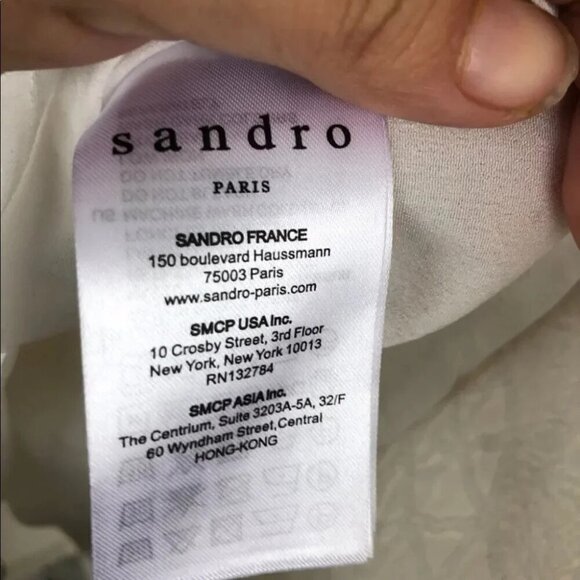 sandro
PARIS
SANDRO FRANCE
150 boulevard Haussmann
75003 Paris
www.sandro-paris.com
SMCP USA Inc.
10 Crosby Street, 3rd Floor
New York, New York 10013
RN132784
SMCP ASIA Inc.
The Centrium, Suite 3203A-5A, 32/F
60 Wyndham Street, Central
HONG-KONG